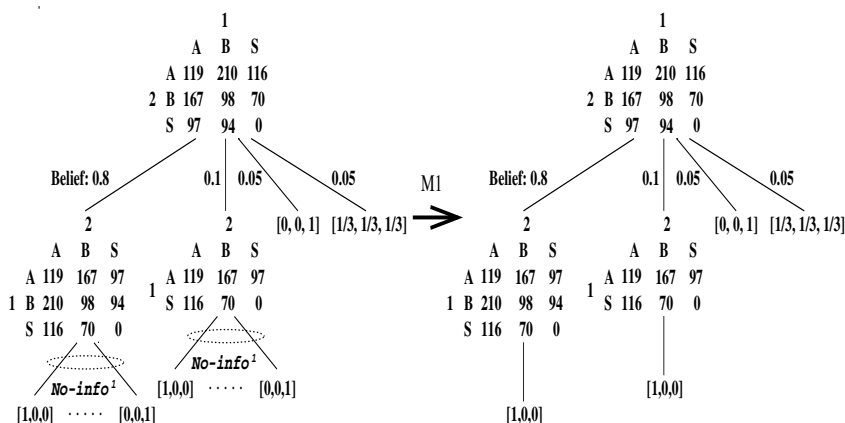 1 1
A B S A B S
A 119 210 116 A 119 210 116
2 B 167 98 70 2 B 167 98 70
S 97 94 0 S 97 94 0
Belief: 0.8 0.1 0.05 0.05 M1 Belief: 0.8 0.1 0.05 0.05
2 2 [0, 0, 1] [1/3, 1/3, 1/3] 2 2 [0, 0, 1] [1/3, 1/3, 1/3]
A B S A B S A B S A B S
A 119 167 97 1 A 119 167 97 A 119 167 97 1 A 119 167 97
1 B 210 98 94 S 116 70 0 1 B 210 98 94 S 116 70 0
S 116 70 0 S 116 70 0
No-info¹
No-info¹ [1,0,0] ..... [0,0,1] [1,0,0]
[1,0,0] ..... [0,0,1] [1,0,0]